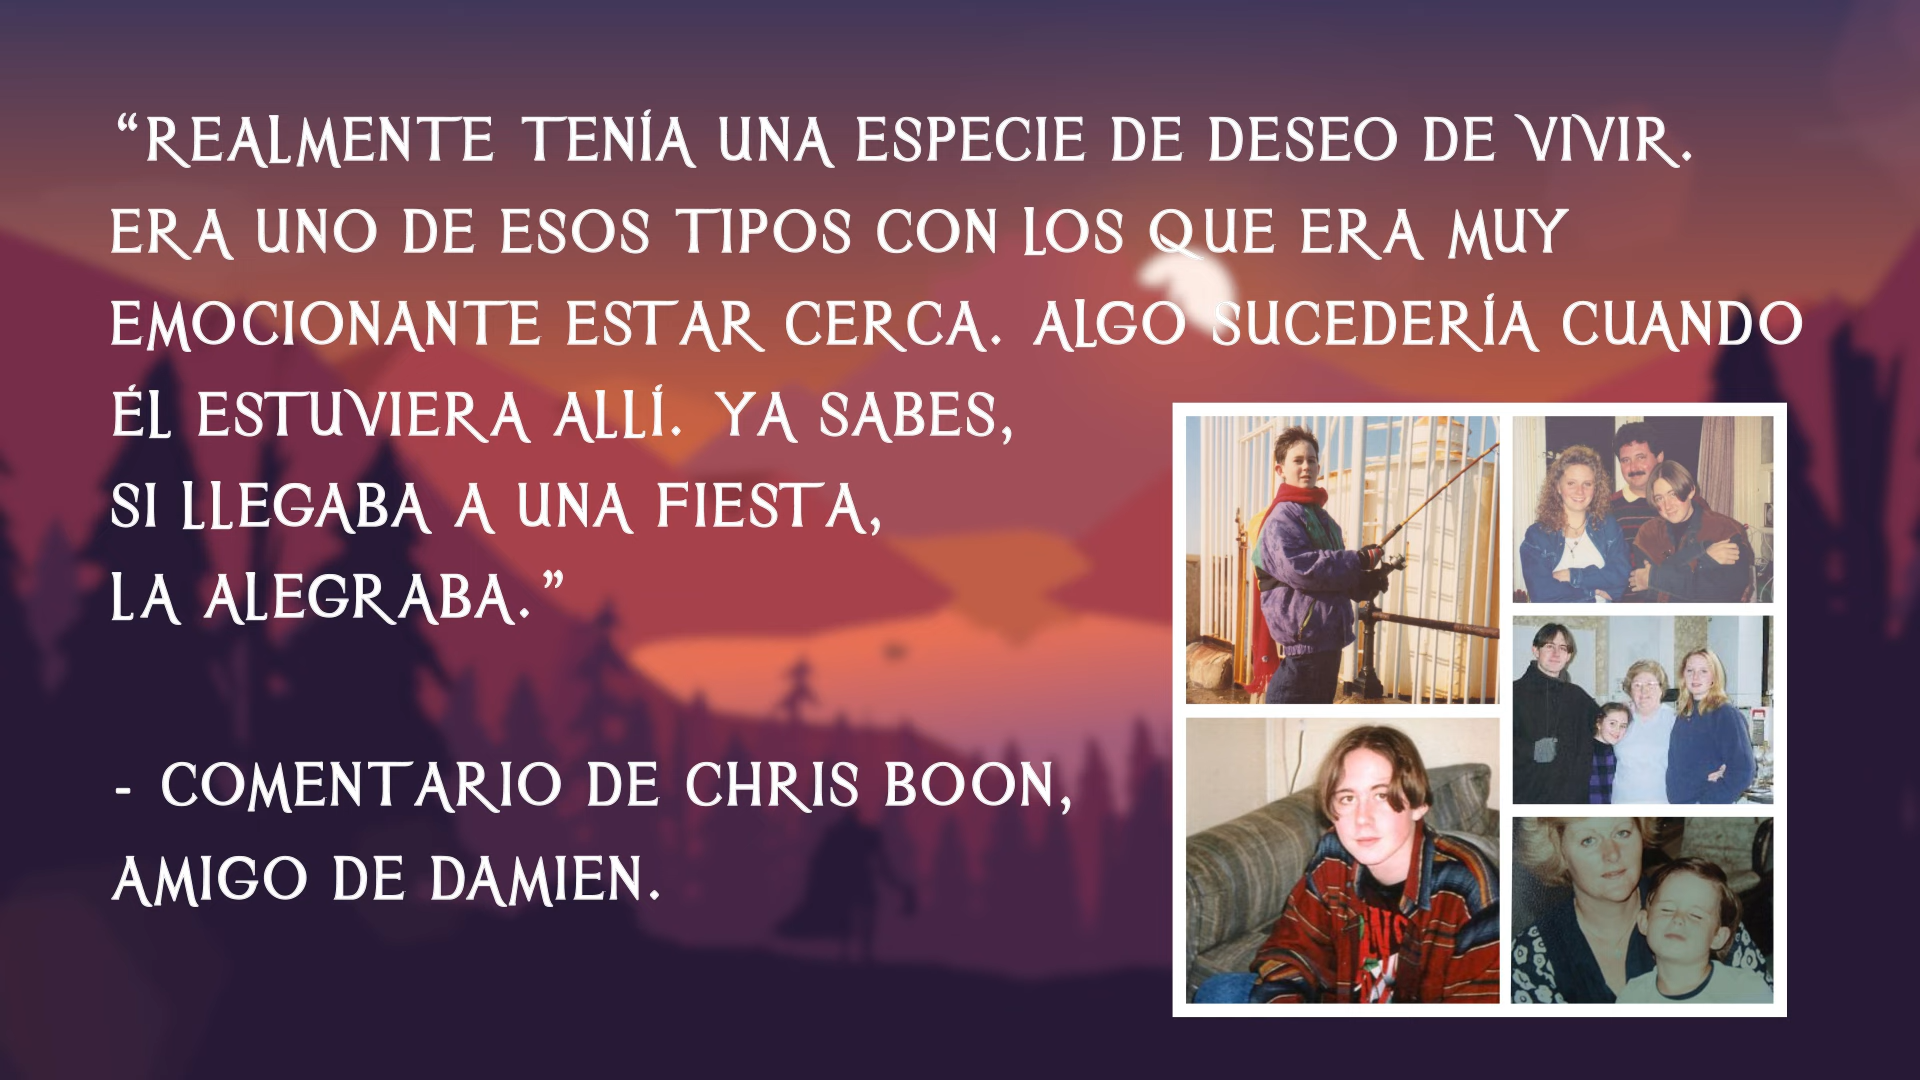 “REALMENTE TENÍA UNA ESPECIE DE DESEO DE VIVIR.
ERA UNO DE ESOS TIPOS CON LOS QUE ERA MUY
EMOCIONANTE ESTAR CERCA. ALGO SUCEDERÍA CUANDO
ÉL ESTUVIERA ALLÍ. YA SABES,
SI LLEGABA A UNA FIESTA,
LA ALEGRABA.”
- COMENTARIO DE CHRIS BOON,
AMIGO DE DAMIEN.